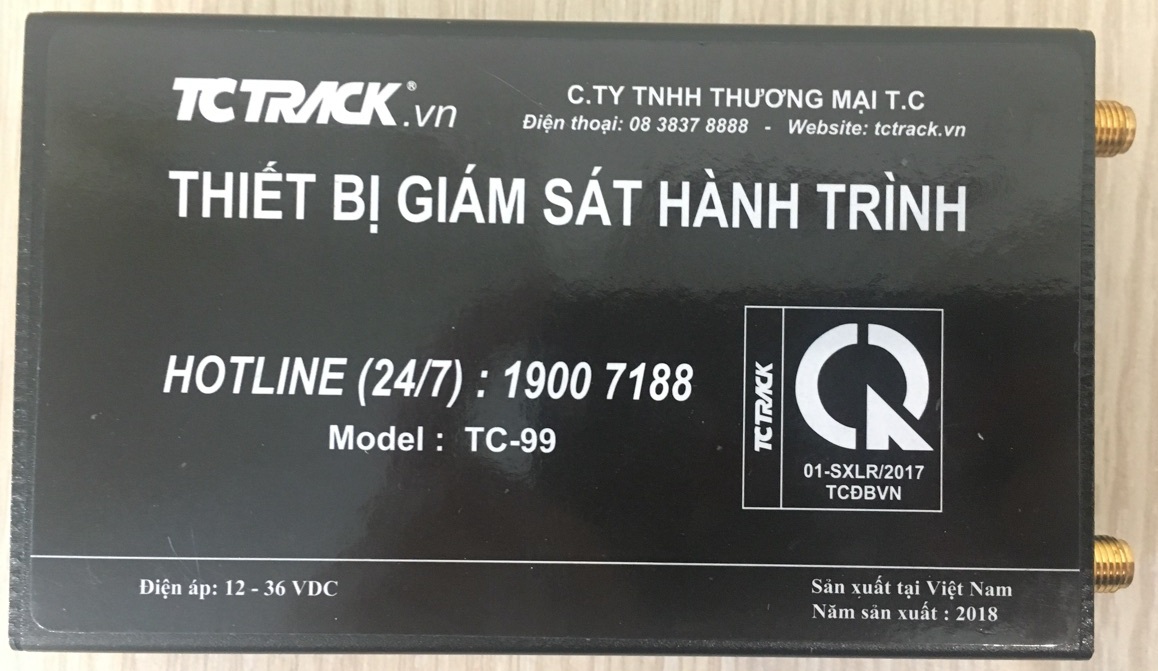 TCTRACK®.vn
C.TY TNHH THƯƠNG MẠI T.C
Điện thoại: 08 3837 8888 - Website: tctrack.vn
THIẾT BỊ GIÁM SÁT HÀNH TRÌNH
HOTLINE (24/7) : 1900 7188
Model : TC-99
TCTRACK
01-SXLR/2017
TCĐBVN
Điện áp: 12 - 36 VDC
Sản xuất tại Việt Nam
Năm sản xuất : 2018